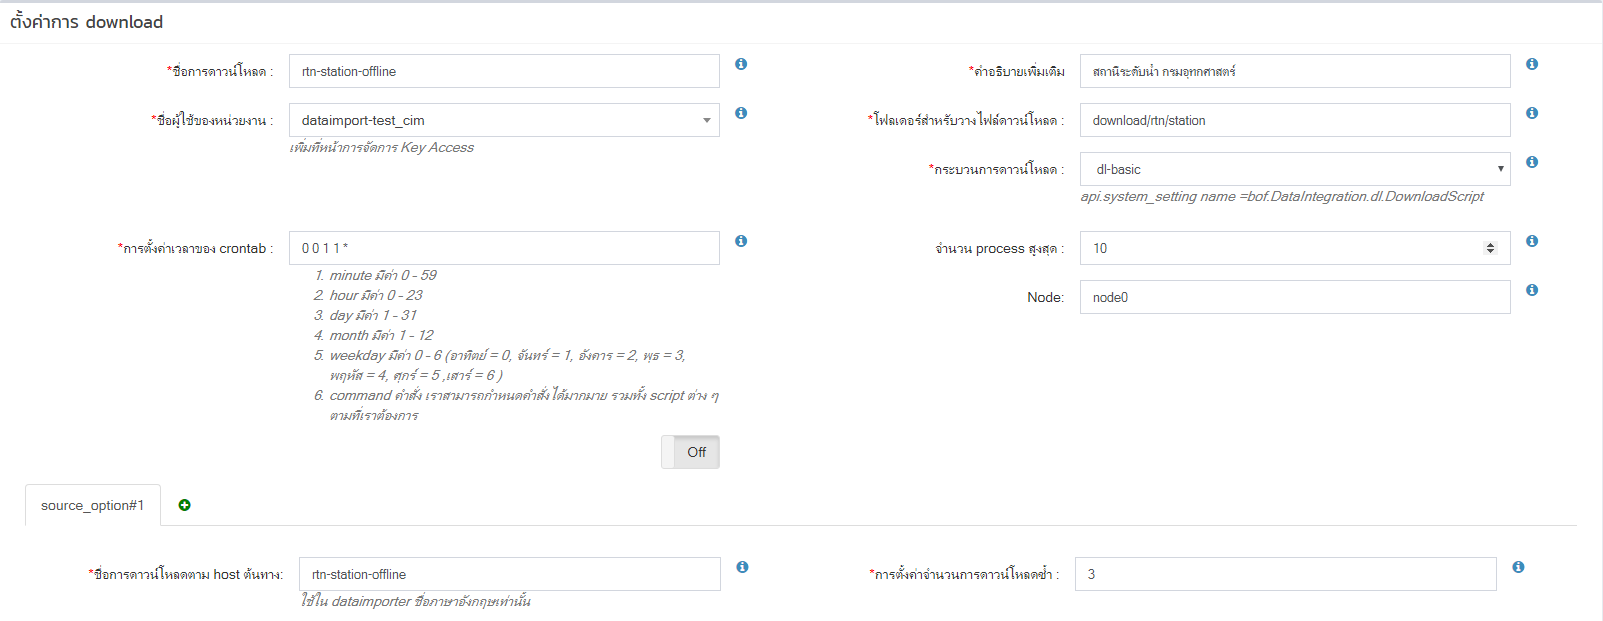 ตั้งค่าการ download
*ชื่อการดาวน์โหลด :
rtn-station-offline
*คำอธิบายเพิ่มเติม
สถานีระดับน้ำ กรมอุทกศาสตร์
*ชื่อผู้ใช้ของหน่วยงาน :
dataimport-test_cim
เพิ่มที่หน้าการจัดการ Key Access
*โฟลเดอร์สำหรับวางไฟล์ดาวน์โหลด :
download/rtn/station
*กระบวนการดาวน์โหลด :
dl-basic
api.system_setting name =bof.DataIntegration.dl.DownloadScript
*การตั้งค่าเวลาของ crontab :
0 0 1 1 *
1. minute มีค่า 0 - 59
2. hour มีค่า 0 - 23
3. day มีค่า 1 - 31
4. month มีค่า 1 - 12
5. weekday มีค่า 0 - 6 (อาทิตย์ = 0, จันทร์ = 1, อังคาร = 2, พุธ = 3,
พฤหัส = 4, ศุกร์ = 5 ,เสาร์ = 6 )
6. command คำสั่ง เราสามารถกำหนดคำสั่งได้มากมาย รวมทั้ง script ต่าง ๆ
ตามที่เราต้องการ
จำนวน process สูงสุด :
10
Node:
node0
Off
source_option#1
*ชื่อการดาวน์โหลดตาม host ต้นทาง:
rtn-station-offline
ใช้ใน dataimporter ชื่อภาษาอังกฤษเท่านั้น
*การตั้งค่าจำนวนการดาวน์โหลดซ้ำ :
3